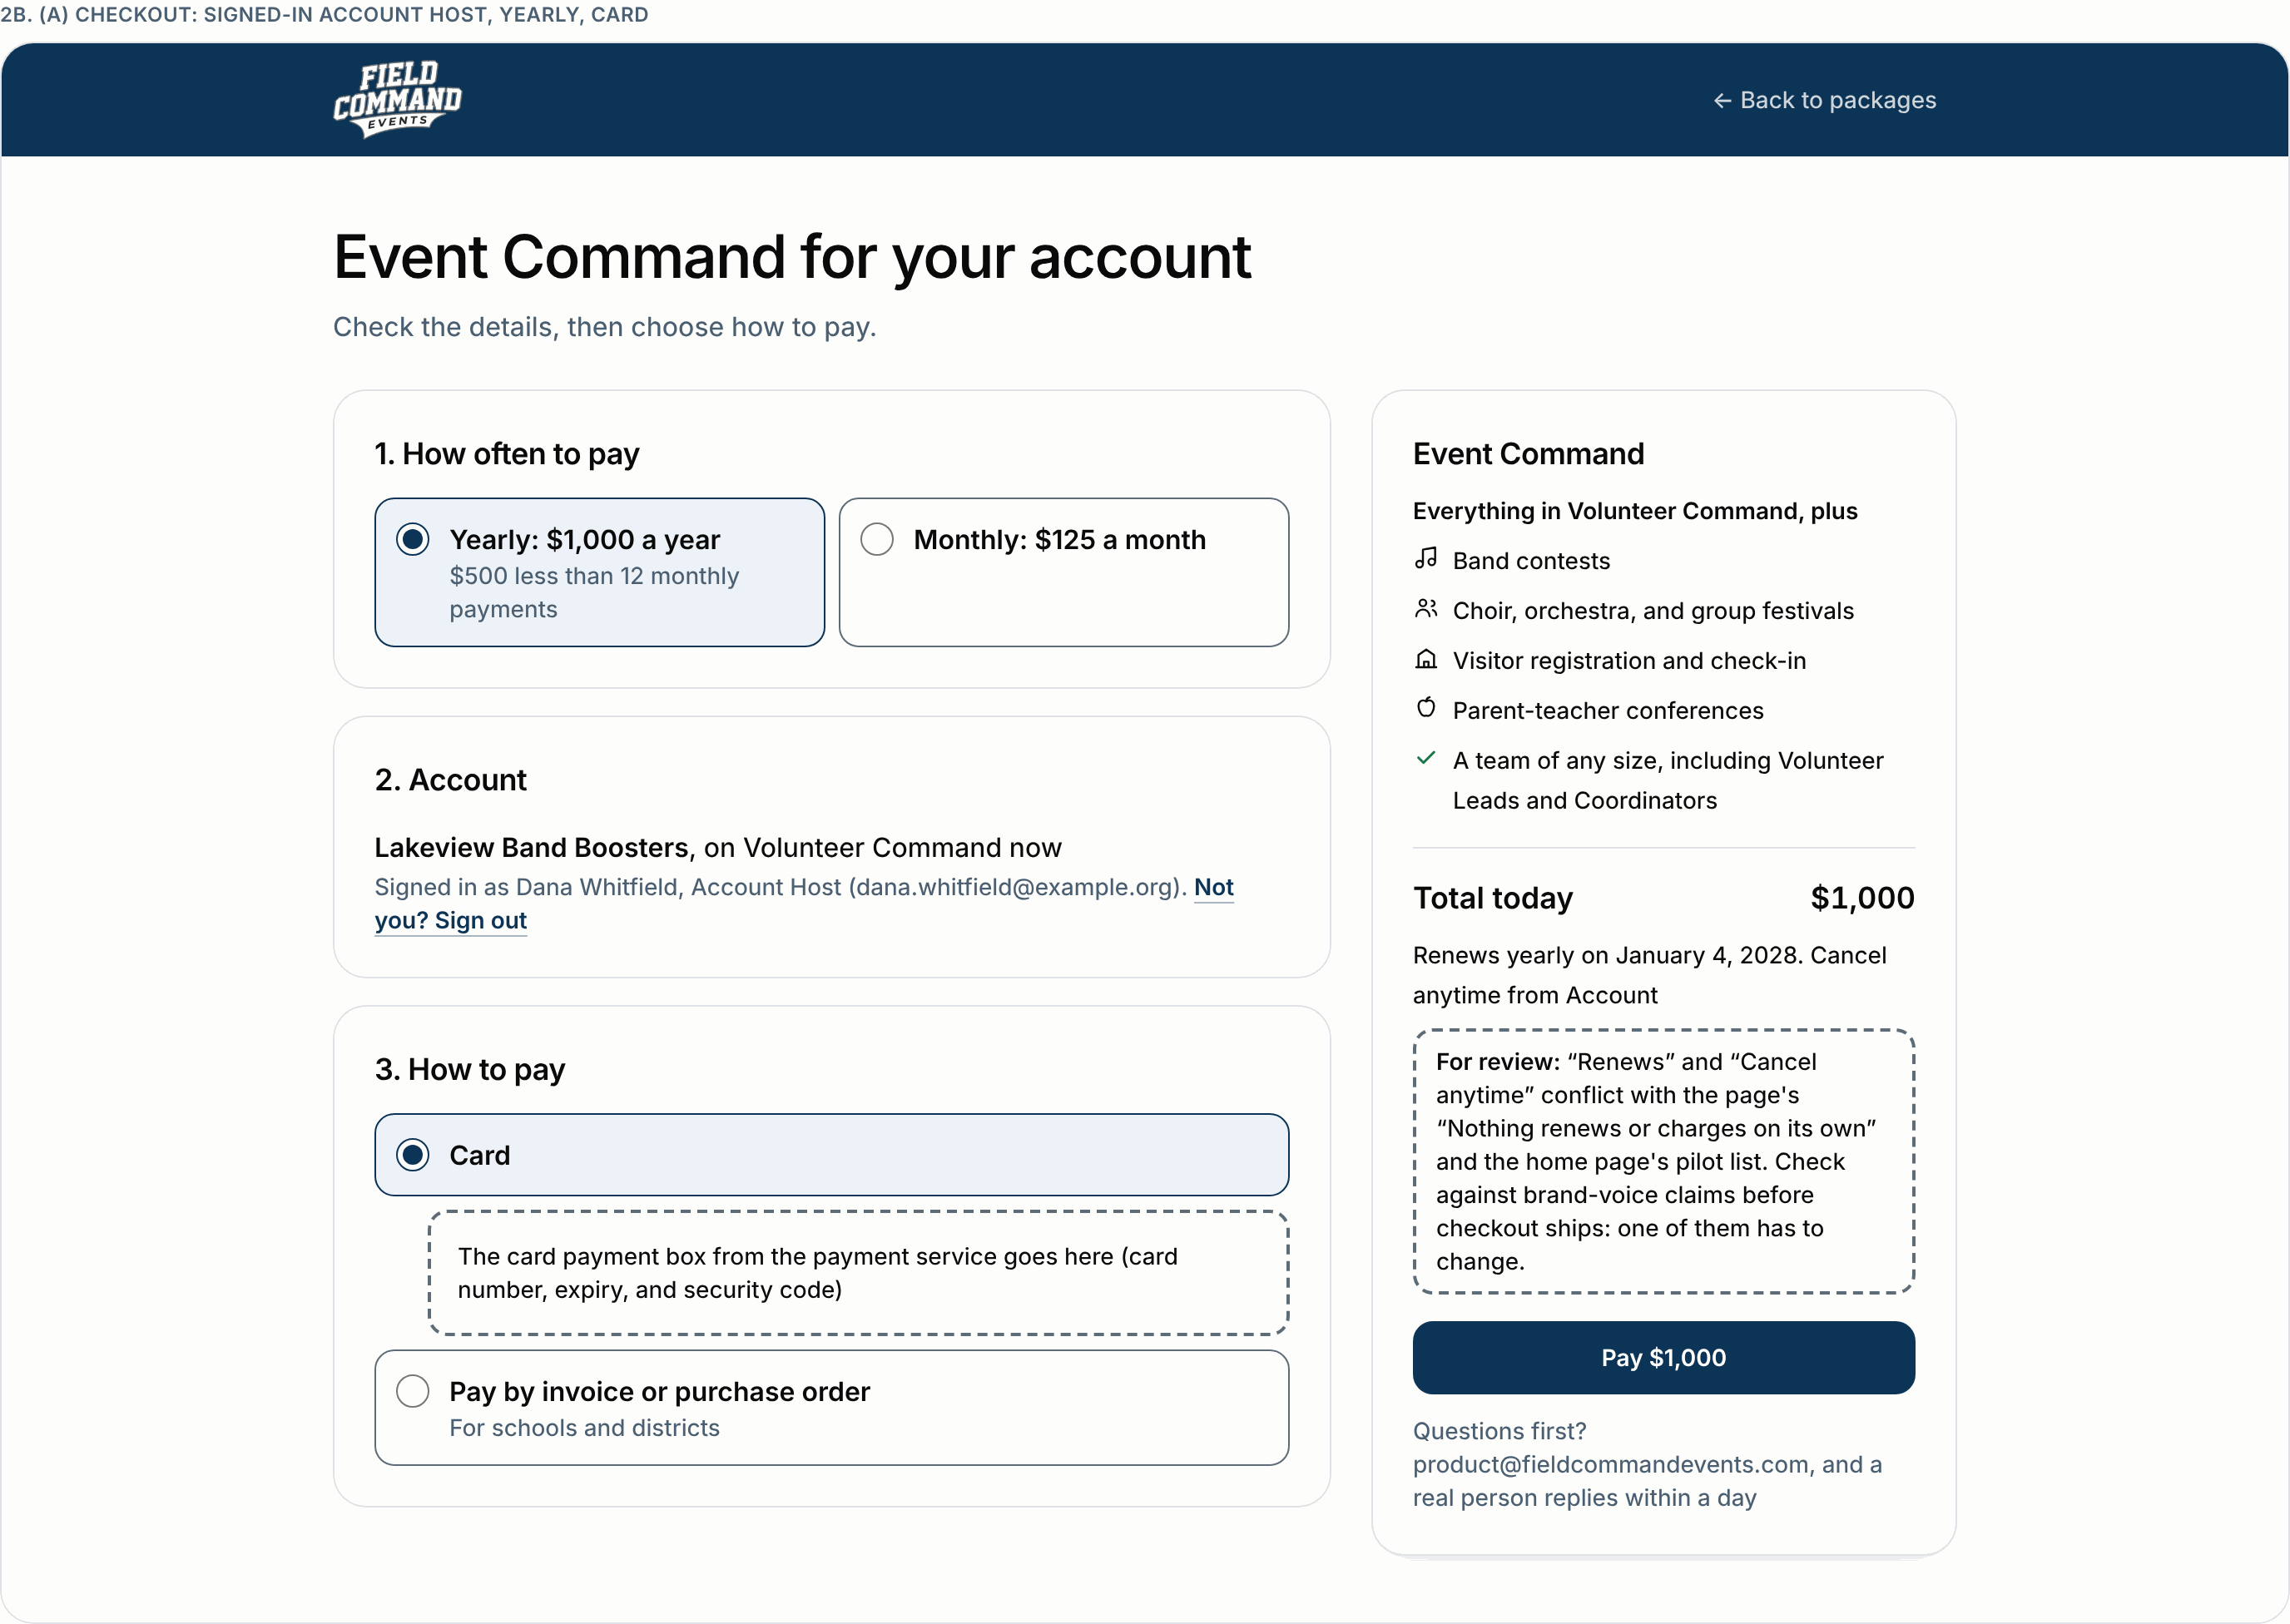 2B. (A) CHECKOUT: SIGNED-IN ACCOUNT HOST, YEARLY, CARD
FIELD
COMMAND
EVENTS
← Back to packages
Event Command for your account
Check the details, then choose how to pay.
1. How often to pay
Yearly: $1,000 a year
$500 less than 12 monthly
payments
Monthly: $125 a month
2. Account
Lakeview Band Boosters, on Volunteer Command now
Signed in as Dana Whitfield, Account Host (dana.whitfield@example.org). Not
you? Sign out
3. How to pay
Card
The card payment box from the payment service goes here (card
number, expiry, and security code)
Pay by invoice or purchase order
For schools and districts
Event Command
Everything in Volunteer Command, plus
Band contests
Choir, orchestra, and group festivals
Visitor registration and check-in
Parent-teacher conferences
A team of any size, including Volunteer
Leads and Coordinators
Total today $1,000
Renews yearly on January 4, 2028. Cancel
anytime from Account
For review: “Renews” and “Cancel
anytime” conflict with the page's
“Nothing renews or charges on its own”
and the home page's pilot list. Check
against brand-voice claims before
checkout ships: one of them has to
change.
Pay $1,000
Questions first?
product@fieldcommandevents.com, and a
real person replies within a day